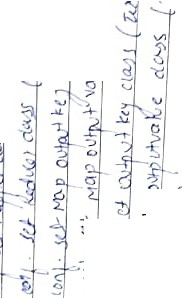 conf. set Reducer class (
conf. set Map output key
Map output va
et output key class (Tex
output value class (